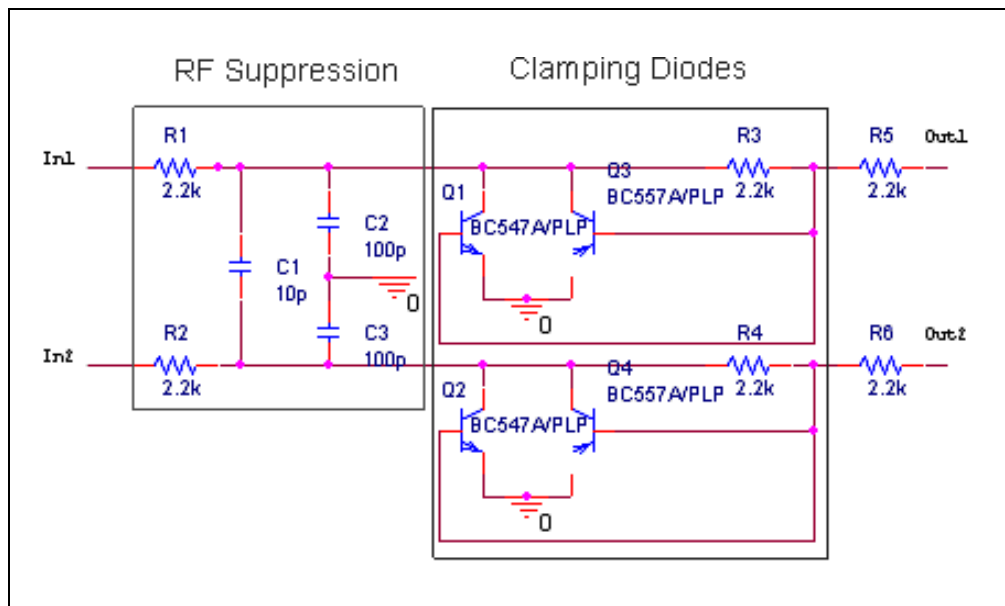 RF Suppression
Clamping Diodes
In1
R1
2.2k
C2
100p
C1
10p
0
C3
100p
In2
R2
2.2k
Q1
BC547A/PLP
Q3
BC557A/PLP
R3
2.2k
R5
2.2k
Out1
0
Q2
BC547A/PLP
Q4
BC557A/PLP
R4
2.2k
R6
2.2k
Out2
0